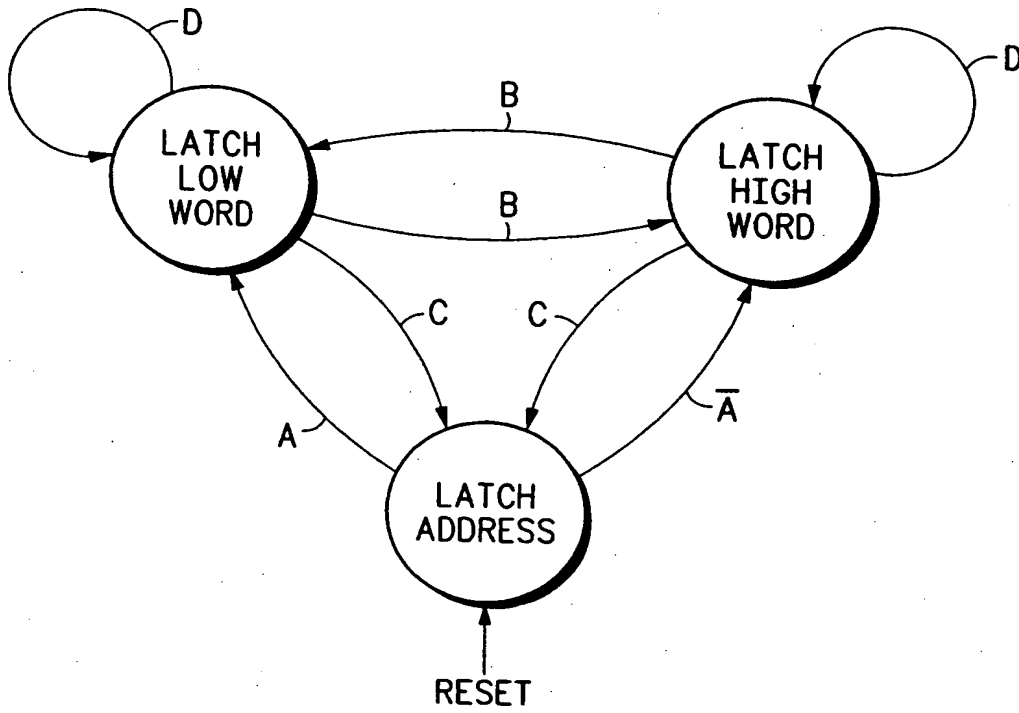 D
D
B
LATCH
LOW
WORD
LATCH
HIGH
WORD
B
C
C
A
A̅
LATCH
ADDRESS
RESET